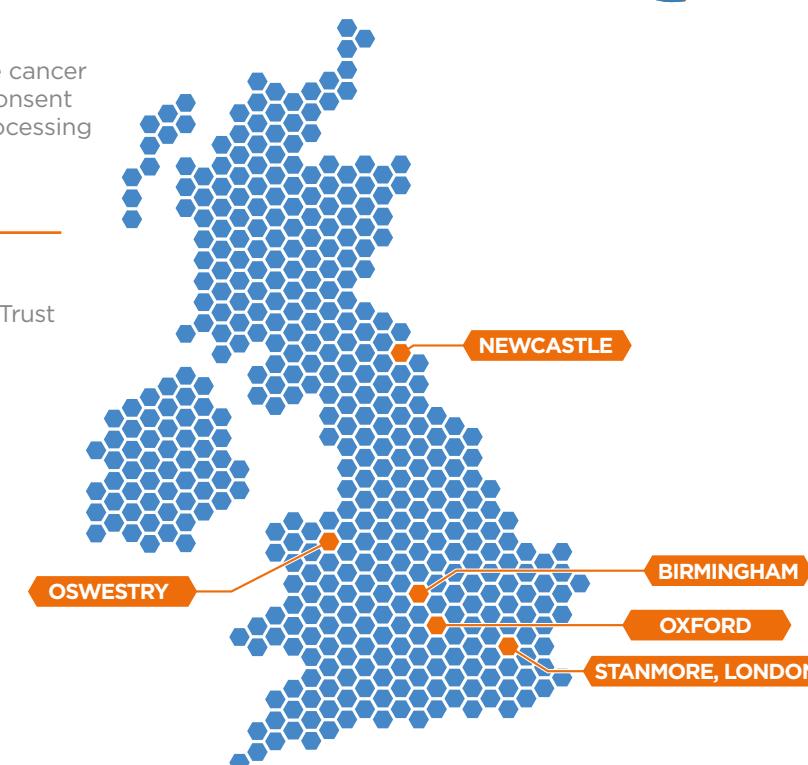 cancer
onsent
ocessing
Trust
NEWCASTLE
OSWESTRY
BIRMINGHAM
OXFORD
STANMORE, LONDON